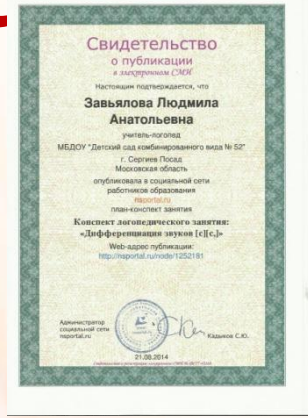 Свидетельство
о публикации
в электронном СМИ
Настоящим подтверждается, что
Завьялова Людмила
Анатольевна
учитель-логопед
МБДОУ "Детский сад комбинированного вида № 52"
г. Сергиев Посад
Московская область
опубликовала в социальной сети
работников образования
nsportal.ru
план-конспект занятия
Конспект логопедического занятия:
«Дифференциация звуков [с][с,]»
Web-адрес публикации:
http://nsportal.ru/node/1252181
Администратор
социальной сети
nsportal.ru
Кадыков С.Ю.
21.08.2014